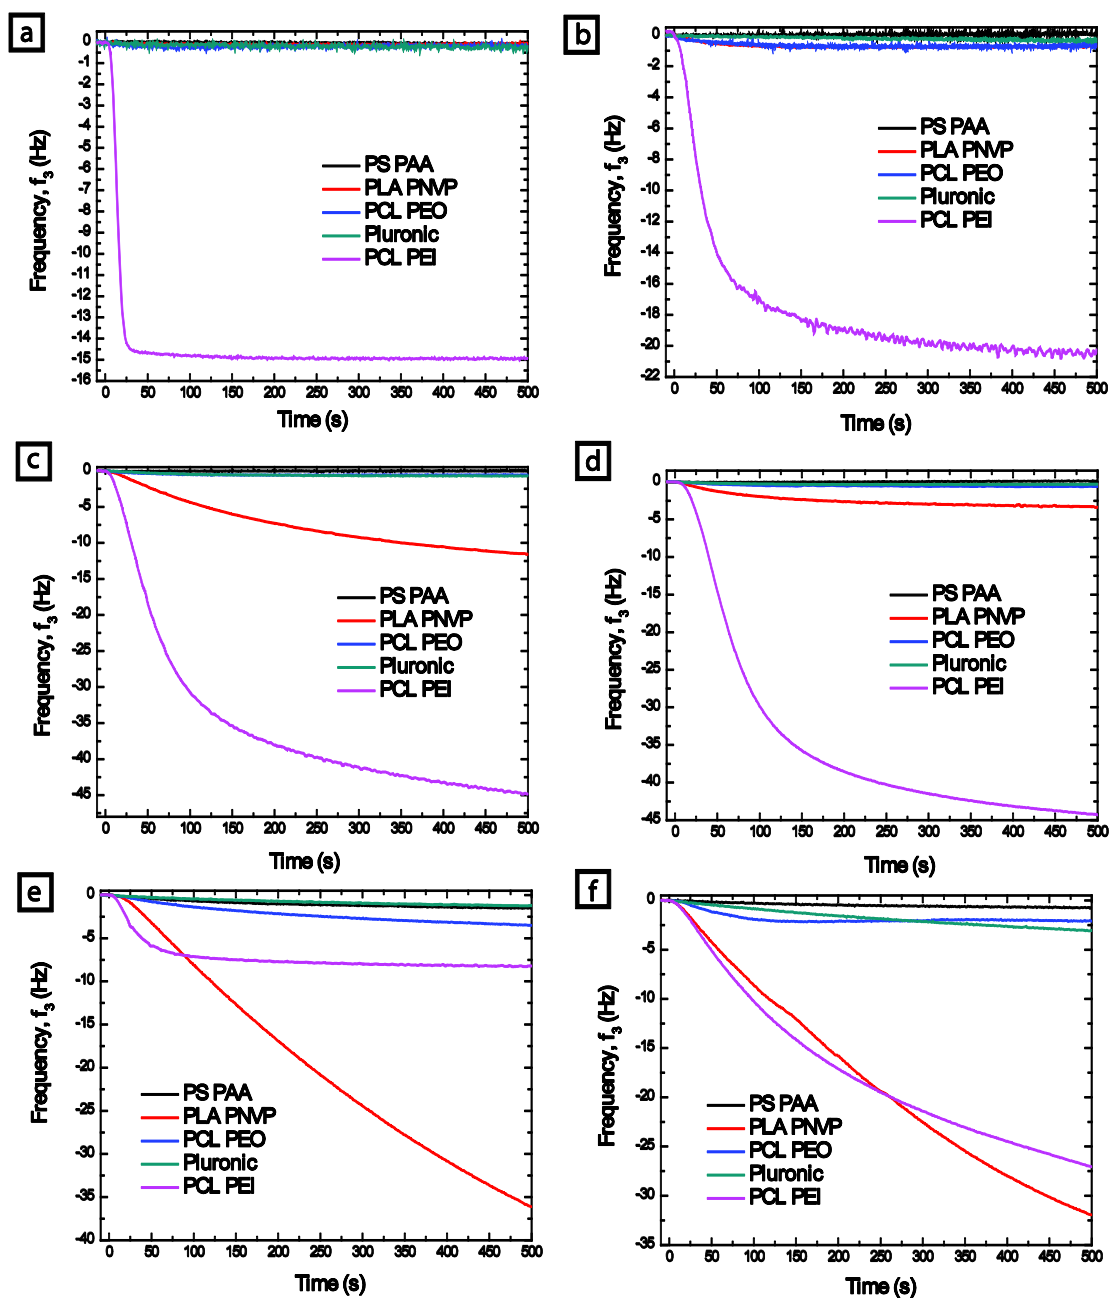 a
0
-1
-2
-3
-4
-5
-6
-7
-8
-9
-10
-11
-12
-13
-14
-15
-16
Frequency, f3 (Hz)
PS PAA
PLA PNVP
PCL PEO
Pluronic
PCL PEI
0 50 100 150 200 250 300 350 400 450 500
Time (s)
b
0
-2
-4
-6
-8
-10
-12
-14
-16
-18
-20
-22
Frequency, f3 (Hz)
PS PAA
PLA PNVP
PCL PEO
Pluronic
PCL PEI
0 50 100 150 200 250 300 350 400 450 500
Time (s)
c
0
-5
-10
-15
-20
-25
-30
-35
-40
-45
Frequency, f3 (Hz)
PS PAA
PLA PNVP
PCL PEO
Pluronic
PCL PEI
0 50 100 150 200 250 300 350 400 450 500
Time (s)
d
0
-5
-10
-15
-20
-25
-30
-35
-40
-45
Frequency, f3 (Hz)
PS PAA
PLA PNVP
PCL PEO
Pluronic
PCL PEI
0 50 100 150 200 250 300 350 400 450 500
Time (s)
e
0
-5
-10
-15
-20
-25
-30
-35
-40
Frequency, f3 (Hz)
PS PAA
PLA PNVP
PCL PEO
Pluronic
PCL PEI
0 50 100 150 200 250 300 350 400 450 500
Time (s)
f
0
-5
-10
-15
-20
-25
-30
-35
Frequency, f3 (Hz)
PS PAA
PLA PNVP
PCL PEO
Pluronic
PCL PEI
0 50 100 150 200 250 300 350 400 450 500
Time (s)